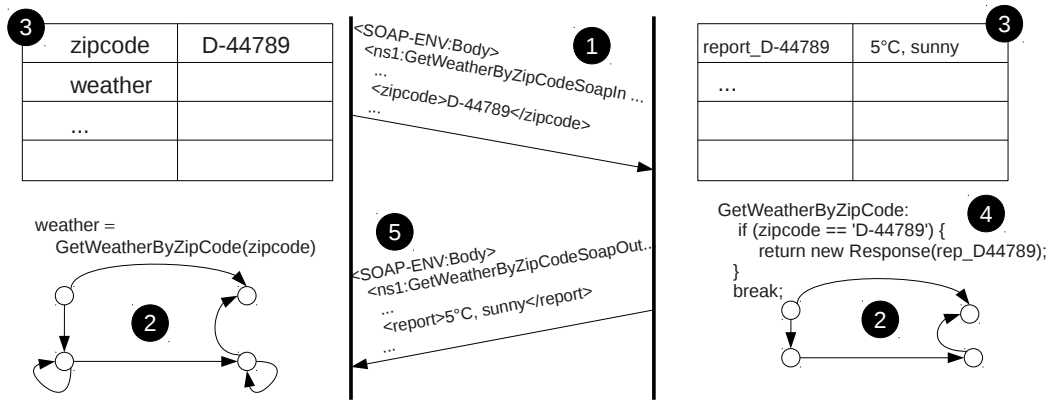 3
zipcode D-44789
weather
...
weather =
GetWeatherByZipCode(zipcode)
2
1
<SOAP-ENV:Body>
<ns1:GetWeatherByZipCodeSoapIn ...
...
<zipcode>D-44789</zipcode>
...
5
<SOAP-ENV:Body>
<ns1:GetWeatherByZipCodeSoapOut...
...
<report>5°C, sunny</report>
...
3
report_D-44789 5°C, sunny
...
4
GetWeatherByZipCode:
if (zipcode == 'D-44789') {
return new Response(rep_D44789);
}
break;
2